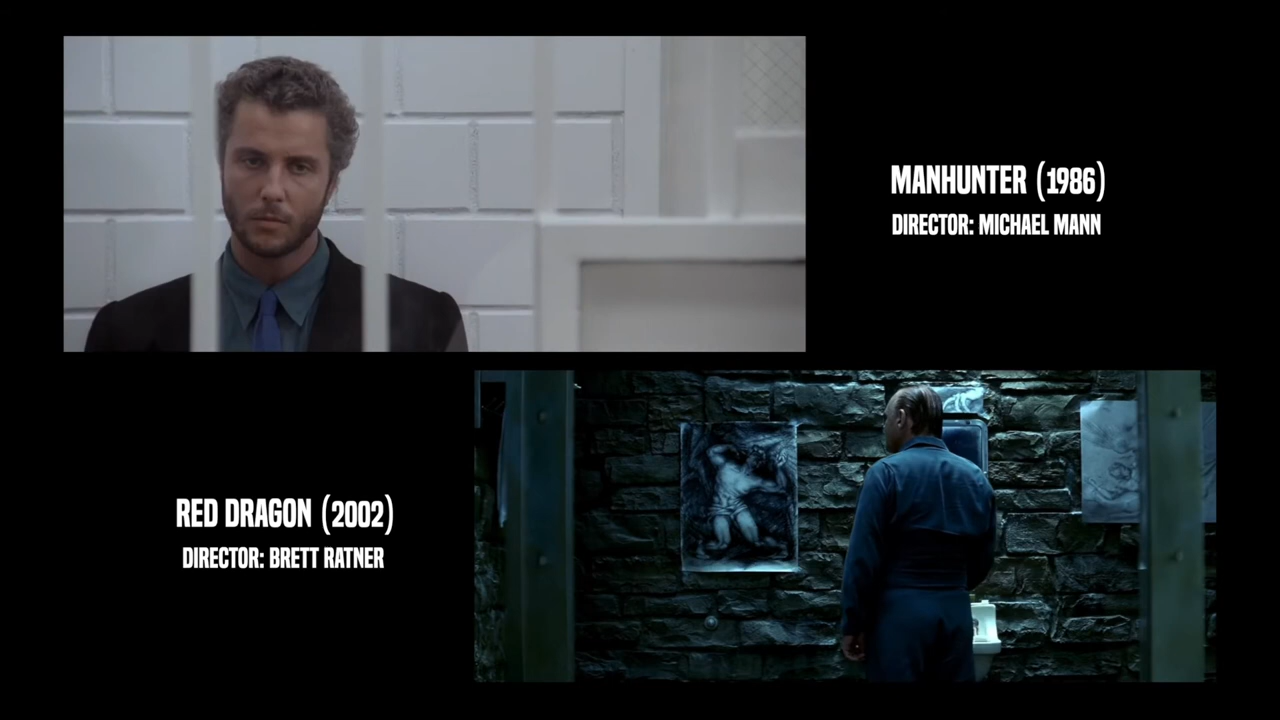 MANHUNTER (1986)
DIRECTOR: MICHAEL MANN
RED DRAGON (2002)
DIRECTOR: BRETT RATNER